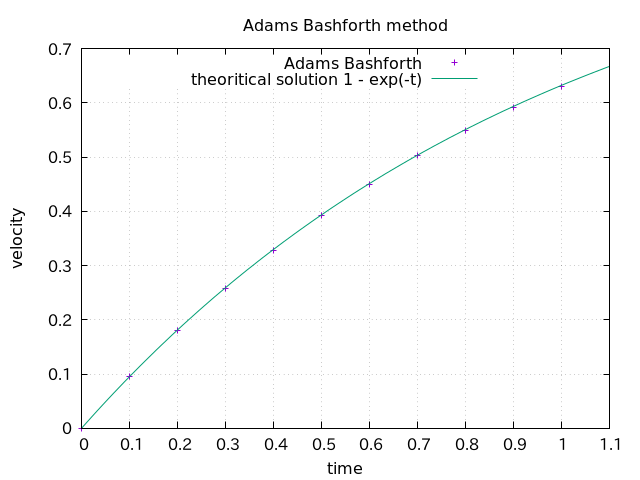 Adams Bashforth method
0.7
0.6
0.5
0.4
0.3
0.2
0.1
0
Adams Bashforth
theoritical solution 1 - exp(-t)
velocity
0 0.1 0.2 0.3 0.4 0.5 0.6 0.7 0.8 0.9 1 1.1
time